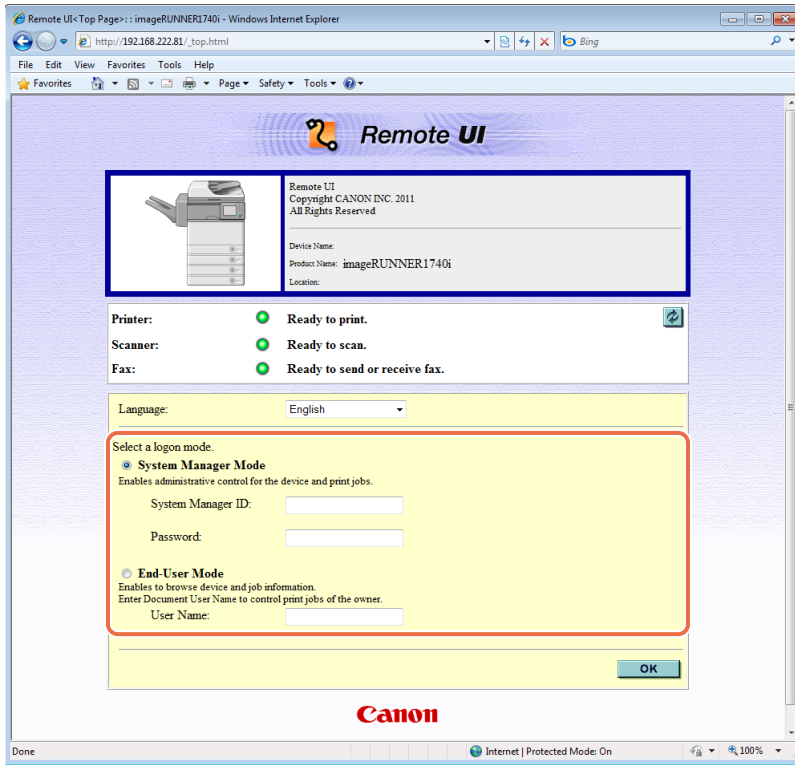 Remote UI<Top Page>: : imageRUNNER1740i - Windows Internet Explorer
http://192.168.222.81/_top.html
Bing
File Edit View Favorites Tools Help
Favorites Page Safety Tools
Remote UI
Remote UI
Copyright CANON INC. 2011
All Rights Reserved
Device Name:
Product Name: imageRUNNER1740i
Location:
Printer: Ready to print.
Scanner: Ready to scan.
Fax: Ready to send or receive fax.
Language: English
Select a logon mode.
System Manager Mode
Enables administrative control for the device and print jobs.
System Manager ID:
Password:
End-User Mode
Enables to browse device and job information.
Enter Document User Name to control print jobs of the owner.
User Name:
OK
Canon
Done Internet | Protected Mode: On 100%